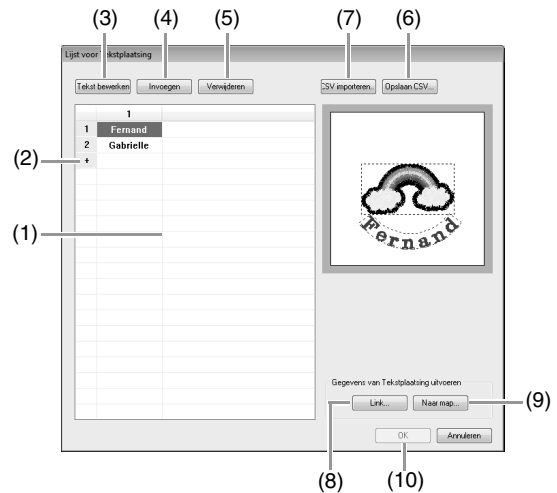 (3) (4) (5) (7) (6)
Lijst voor Tekstplaatsing
Tekst bewerken Invoegen Verwijderen CSV importeren... Opslaan CSV...
1
1 Fernand
2 Gabrielle
(2) +
(1)
Fernand
Gegevens van Tekstplaatsing uitvoeren
Link... Naar map... (9)
OK Annuleren
(8) (10)